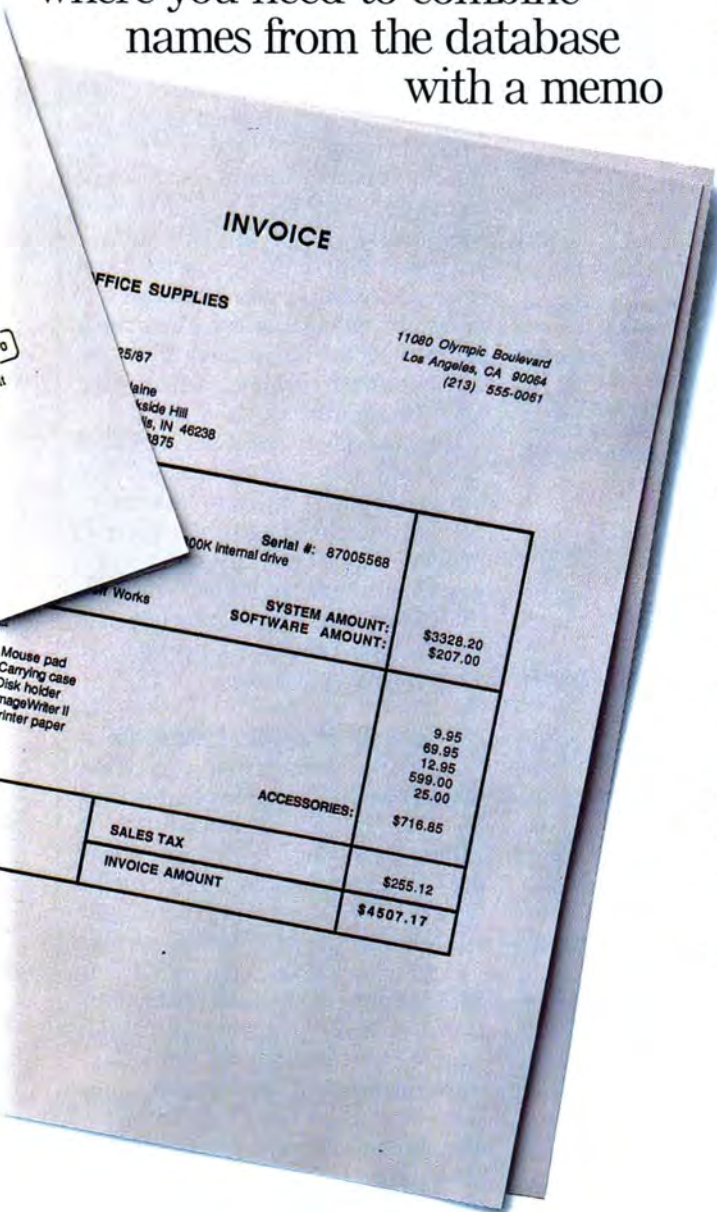 names from the database
with a memo
INVOICE
FFICE SUPPLIES
11080 Olympic Boulevard
Los Angeles, CA 90064
(213) 555-0061
25/87
laine
kside Hill
lis, IN 46238
3875
Serial #: 87005568
00K internal drive
Works
SYSTEM AMOUNT: $3328.20
SOFTWARE AMOUNT: $207.00
Mouse pad 9.95
Carrying case 69.95
Disk holder 12.95
mageWriter II 599.00
rinter paper 25.00
ACCESSORIES: $716.85
SALES TAX $255.12
INVOICE AMOUNT $4507.17